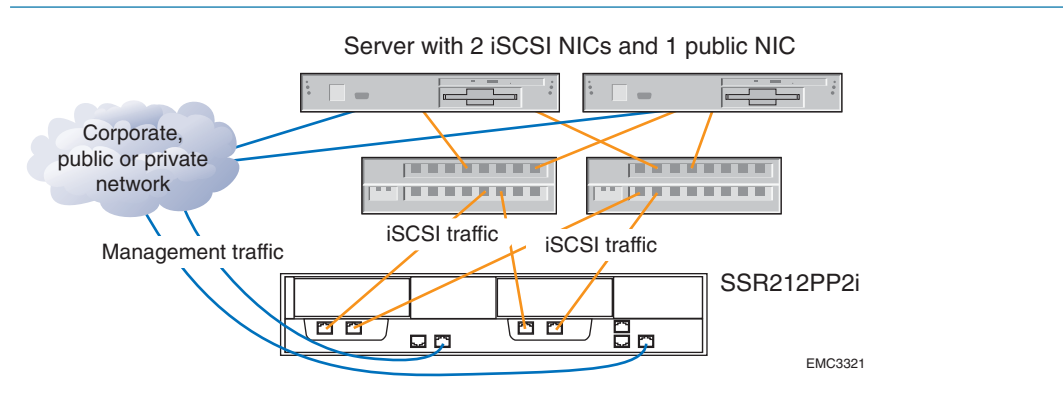 Server with 2 iSCSI NICs and 1 public NIC
Corporate,
public or private
network
iSCSI traffic
iSCSI traffic
Management traffic
SSR212PP2i
EMC3321